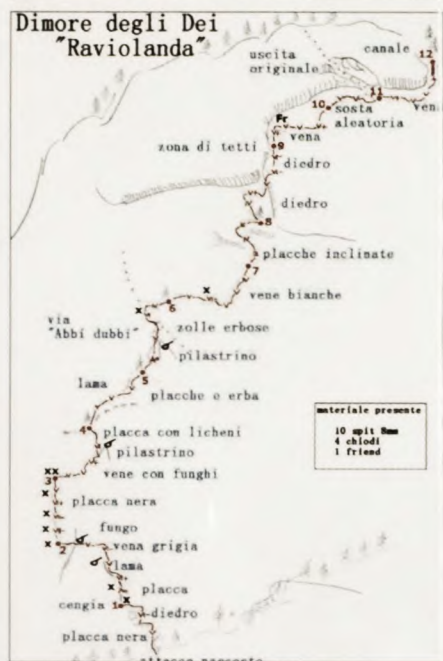 Dimore degli Dei
"Raviolanda"
canale
12
uscita
originale
11
10
sosta
aleatoria
vena
Fr
vena
zona di tetti
9
diedro
diedro
8
placche inclinate
7
vene bianche
x
6
x
via
"Abbi dubbi"
zolle erbose
pilastrino
lama
5
placche e erba
materiale presente
10 spit 8mm
4 chiodi
1 friend
4
placca con licheni
pilastrino
xx
3
vene con funghi
x
placca nera
x
x
fungo
x
2
vena grigia
lama
x
placca
x
cengia
1
diedro
placca nera